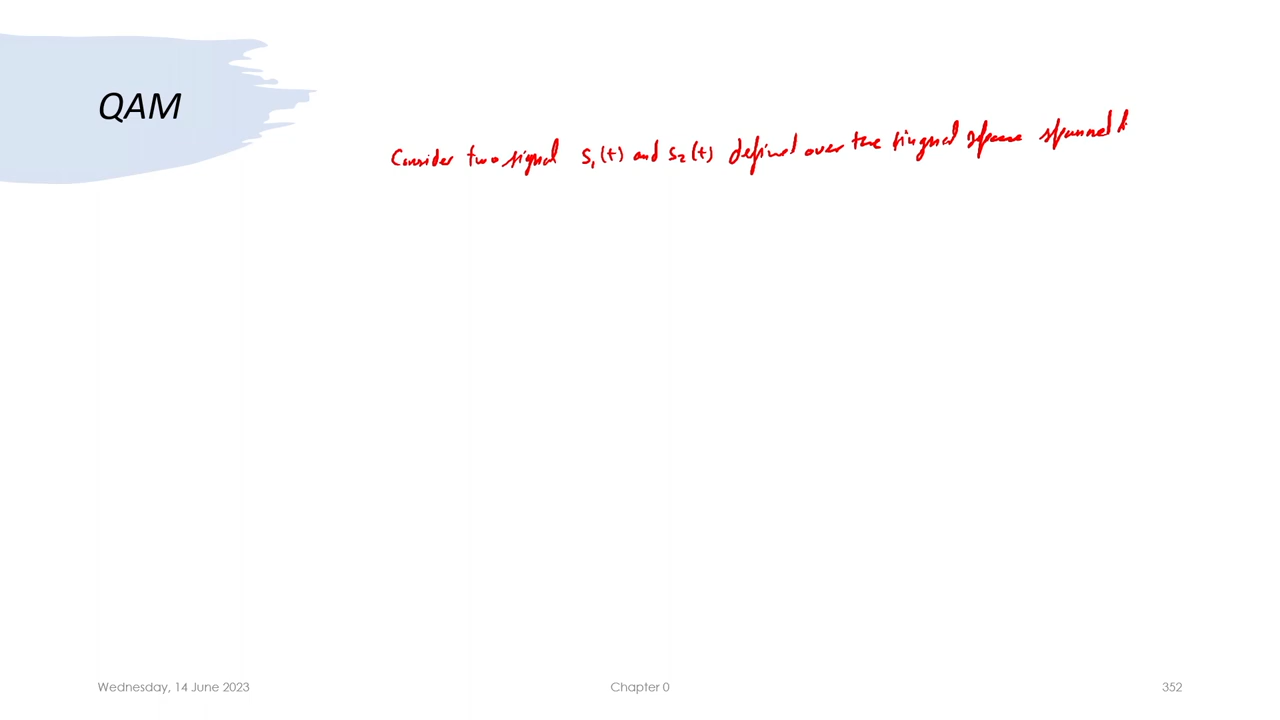 QAM
Consider two signal s₁(t) and s₂(t) defined over the singnal space spanned
Wednesday, 14 June 2023
Chapter 0
352